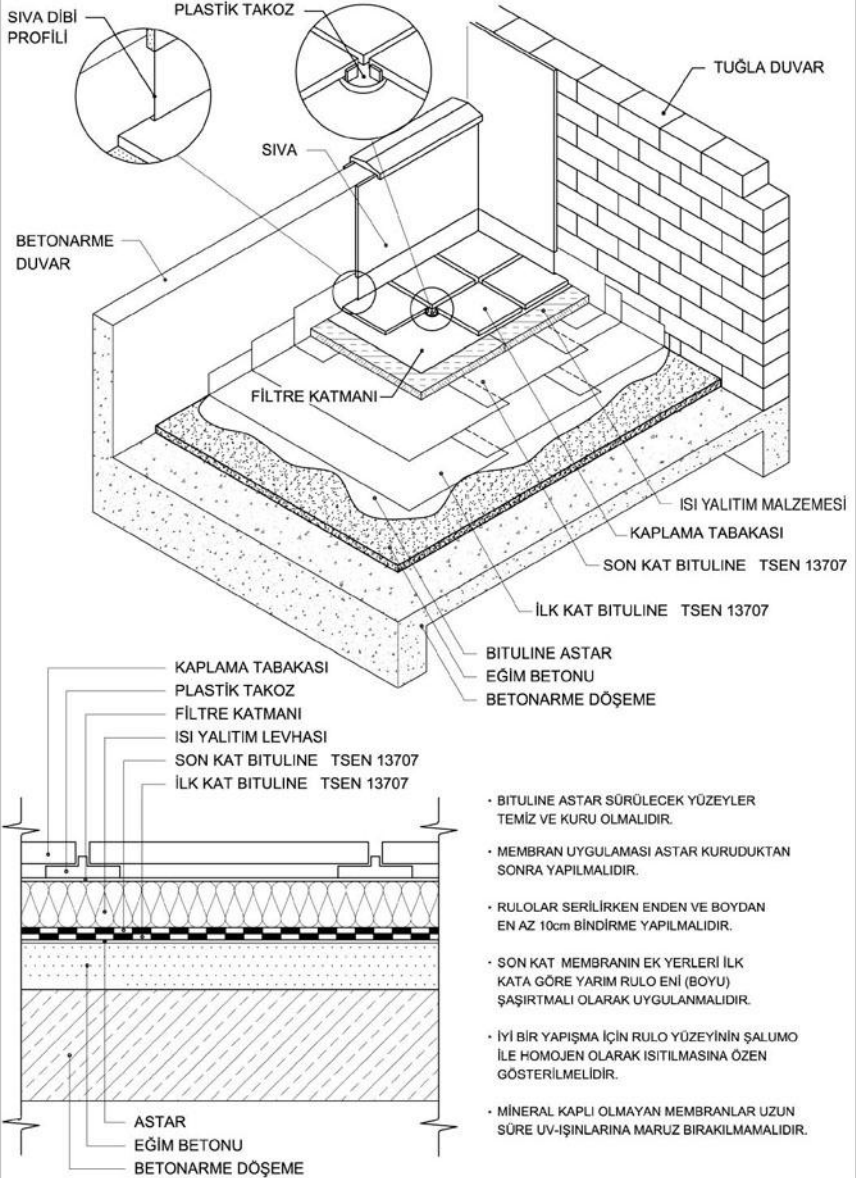 SIVA DİBİ
PROFİLİ
PLASTİK TAKOZ
TUĞLA DUVAR
SIVA
BETONARME
DUVAR
FİLTRE KATMANI
ISI YALITIM MALZEMESİ
KAPLAMA TABAKASI
SON KAT BITULINE TSEN 13707
İLK KAT BITULINE TSEN 13707
BITULINE ASTAR
EĞİM BETONU
BETONARME DÖŞEME
KAPLAMA TABAKASI
PLASTİK TAKOZ
FİLTRE KATMANI
ISI YALITIM LEVHASI
SON KAT BITULINE TSEN 13707
İLK KAT BITULINE TSEN 13707
ASTAR
EĞİM BETONU
BETONARME DÖŞEME
• BITULINE ASTAR SÜRÜLECEK YÜZEYLER
TEMİZ VE KURU OLMALIDIR.
• MEMBRAN UYGULAMASI ASTAR KURUDUKTAN
SONRA YAPILMALIDIR.
• RULOLAR SERİLİRKEN ENDEN VE BOYDAN
EN AZ 10cm BİNDİRME YAPILMALIDIR.
• SON KAT MEMBRANIN EK YERLERİ İLK
KATA GÖRE YARIM RULO ENİ (BOYU)
ŞAŞIRTMALI OLARAK UYGULANMALIDIR.
• İYİ BİR YAPIŞMA İÇİN RULO YÜZEYİNİN ŞALUMO
İLE HOMOJEN OLARAK ISITILMASINA ÖZEN
GÖSTERİLMELİDİR.
• MİNERAL KAPLI OLMAYAN MEMBRANLAR UZUN
SÜRE UV-IŞINLARINA MARUZ BIRAKILMAMALIDIR.